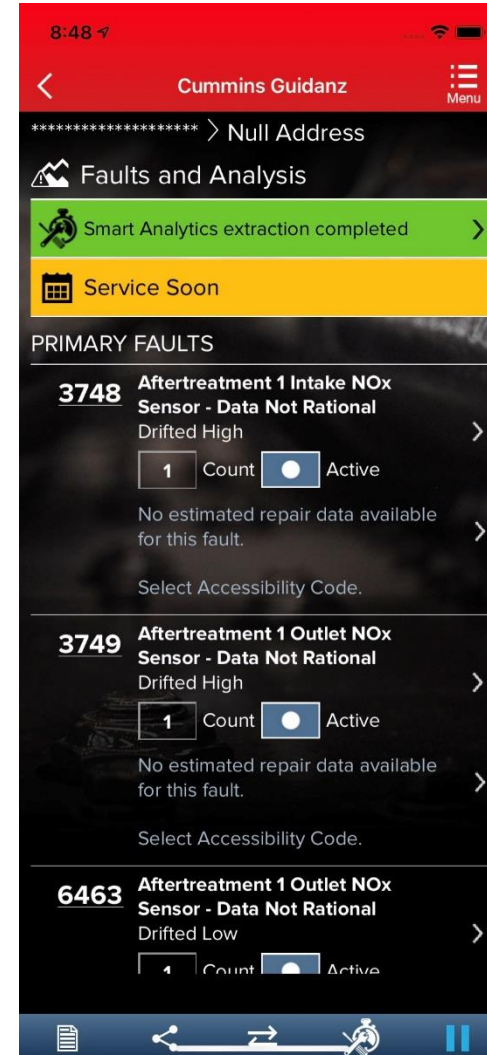 8:48
Cummins Guidanz
Menu
******************** > Null Address
Faults and Analysis
Smart Analytics extraction completed
Service Soon
PRIMARY FAULTS
3748
Aftertreatment 1 Intake NOx
Sensor - Data Not Rational
Drifted High
1 Count Active
No estimated repair data available
for this fault.
Select Accessibility Code.
3749
Aftertreatment 1 Outlet NOx
Sensor - Data Not Rational
Drifted High
1 Count Active
No estimated repair data available
for this fault.
Select Accessibility Code.
6463
Aftertreatment 1 Outlet NOx
Sensor - Data Not Rational
Drifted Low
1 Count Active